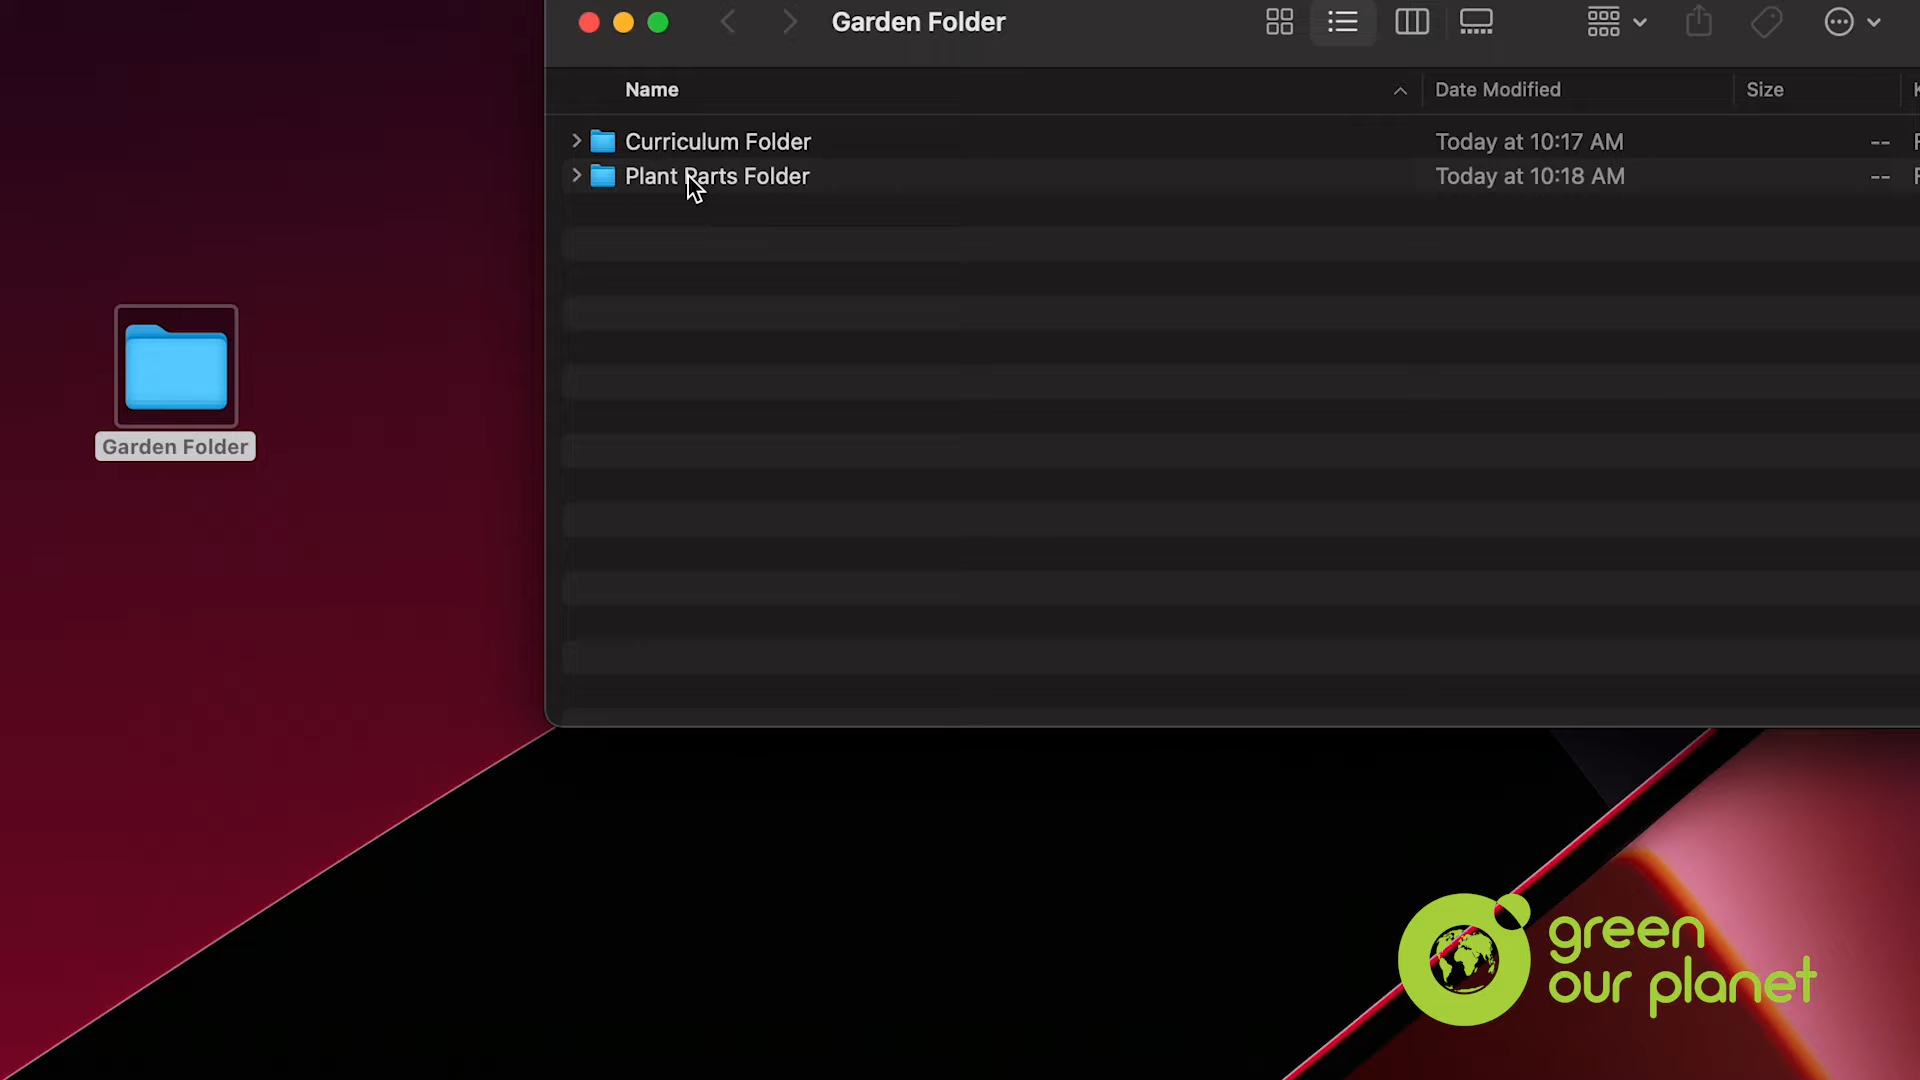 Garden Folder
Name
Date Modified
Size
Curriculum Folder
Today at 10:17 AM
--
Plant Parts Folder
Today at 10:18 AM
--
Garden Folder
green
our planet